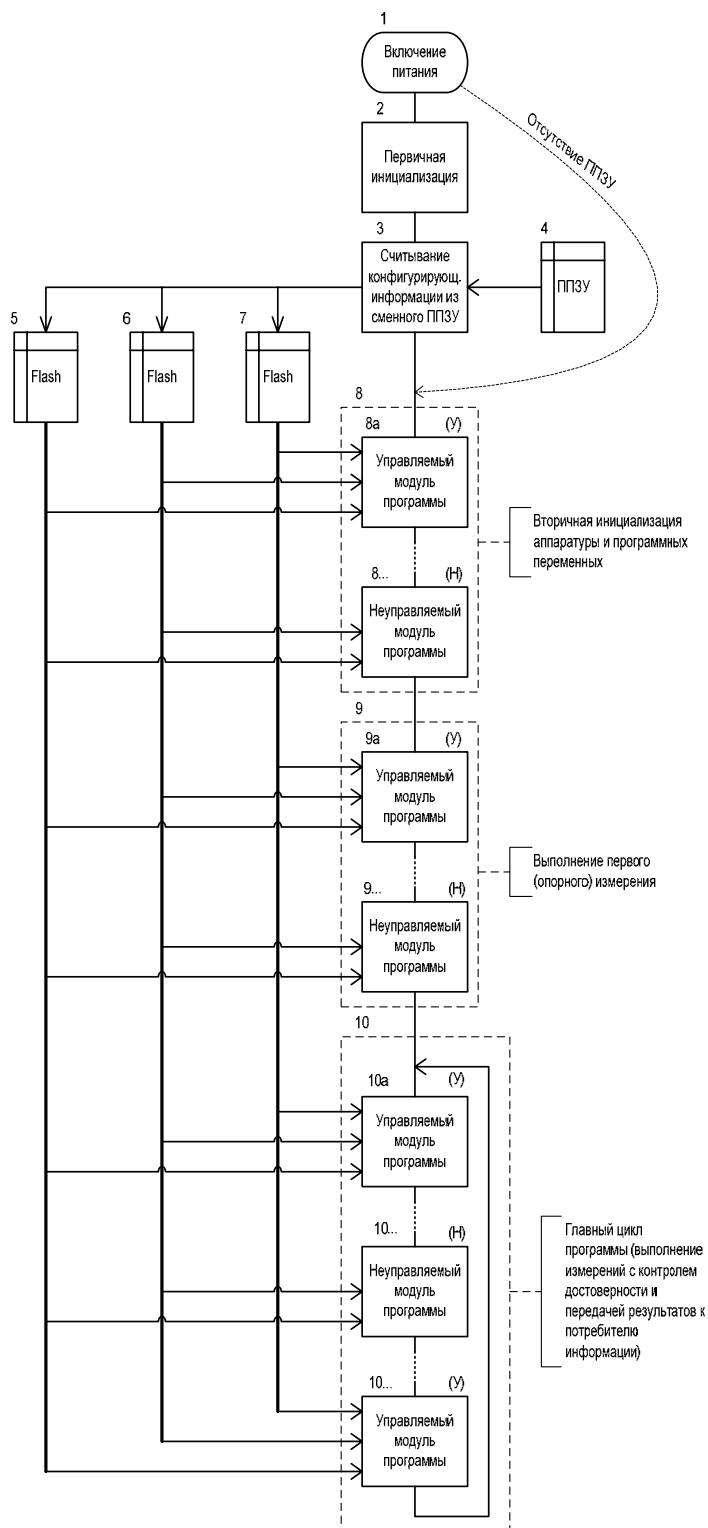 1
Включение
питания
2
Первичная
инициализация
Отсутствие ППЗУ
3
Считывание
конфигурирующ.
информации из
сменного ППЗУ
4
ППЗУ
5
Flash
6
Flash
7
Flash
8
8а
(У)
Управляемый
модуль
программы
8...
(Н)
Неуправляемый
модуль
программы
Вторичная инициализация
аппаратуры и программных
переменных
9
9а
(У)
Управляемый
модуль
программы
9...
(Н)
Неуправляемый
модуль
программы
Выполнение первого
(опорного) измерения
10
10а
(У)
Управляемый
модуль
программы
10...
(Н)
Неуправляемый
модуль
программы
10...
(У)
Управляемый
модуль
программы
Главный цикл
программы (выполнение
измерений с контролем
достоверности и
передачей результатов к
потребителю
информации)